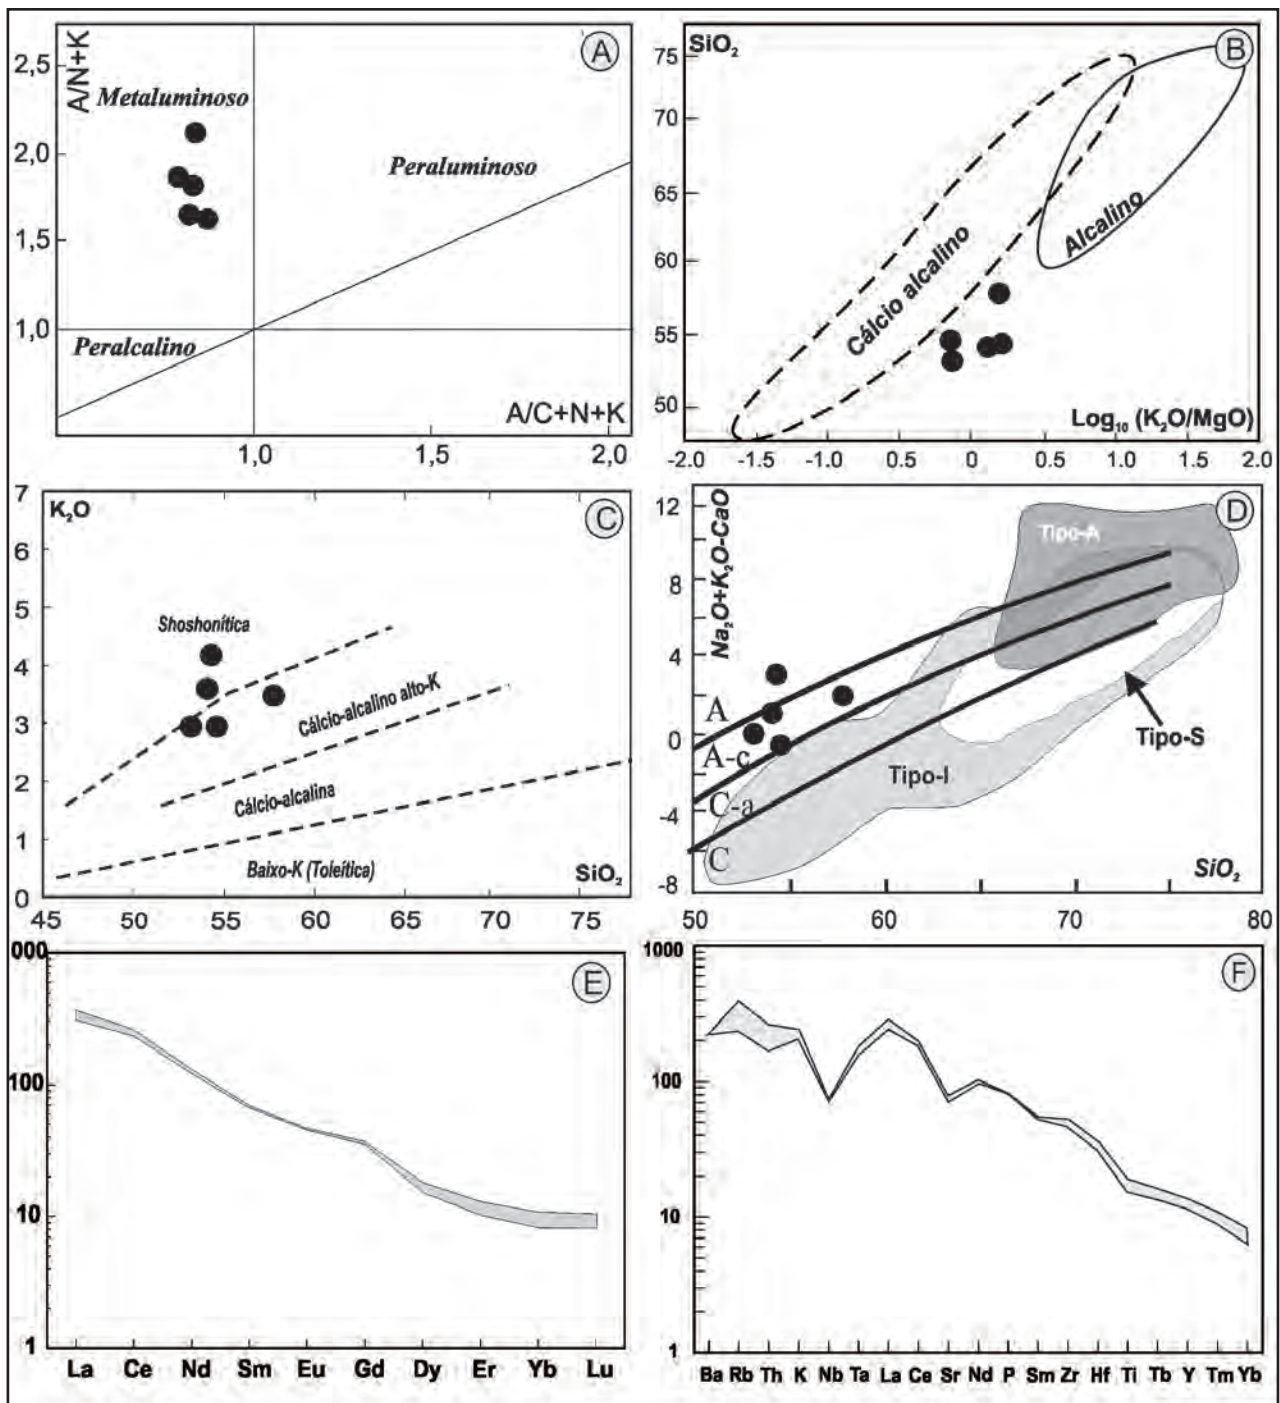 A/N+K
A
2,5
Metaluminoso
2,0
Peraluminoso
1,5
1,0
Peralcalino
A/C+N+K
1,0
1,5
2,0
SiO2
B
75
70
65
Alcalino
Cálcio alcalino
60
55
50
Log10 (K2O/MgO)
-2.0
-1.5
-1.0
0.5
0
0.5
1.0
1.5
2.0
7
K2O
C
6
5
Shoshonítica
4
Cálcio-alcalino alto-K
3
2
Cálcio-alcalina
1
Baixo-K (Toleítica)
SiO2
0
45
50
55
60
65
70
75
12
Na2O+K2O-CaO
D
Tipo-A
8
4
A
0
A-c
Tipo-S
Tipo-I
C-a
-4
C
-8
SiO2
50
60
70
80
000
E
100
10
1
La Ce Nd Sm Eu Gd Dy Er Yb Lu
1000
F
100
10
1
Ba Rb Th K Nb Ta La Ce Sr Nd P Sm Zr Hf Ti Tb Y Tm Yb